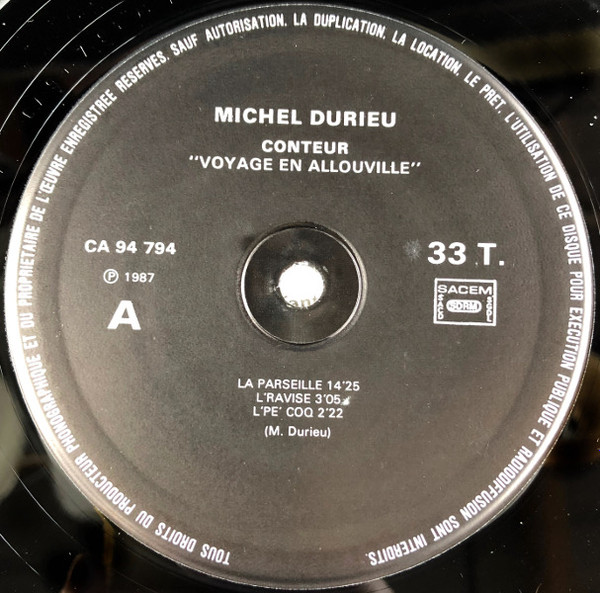 TOUS DROITS DU PRODUCTEUR PHONOGRAPHIQUE ET DU PROPRIETAIRE DE L'ŒUVRE ENREGISTREE RESERVES. SAUF AUTORISATION, LA DUPLICATION, LA LOCATION, LE PRET, L'UTILISATION DE CE DISQUE POUR EXECUTION PUBLIQUE ET RADIODIFFUSION SONT INTERDITS.
MICHEL DURIEU
CONTEUR
"VOYAGE EN ALLOUVILLE"
CA 94 794
℗ 1987
A
33 T.
SACEM
SACD
SDRM
SGDL
LA PARSEILLE 14'25
L'RAVISE 3'05
L'PE' COQ 2'22
(M. Durieu)